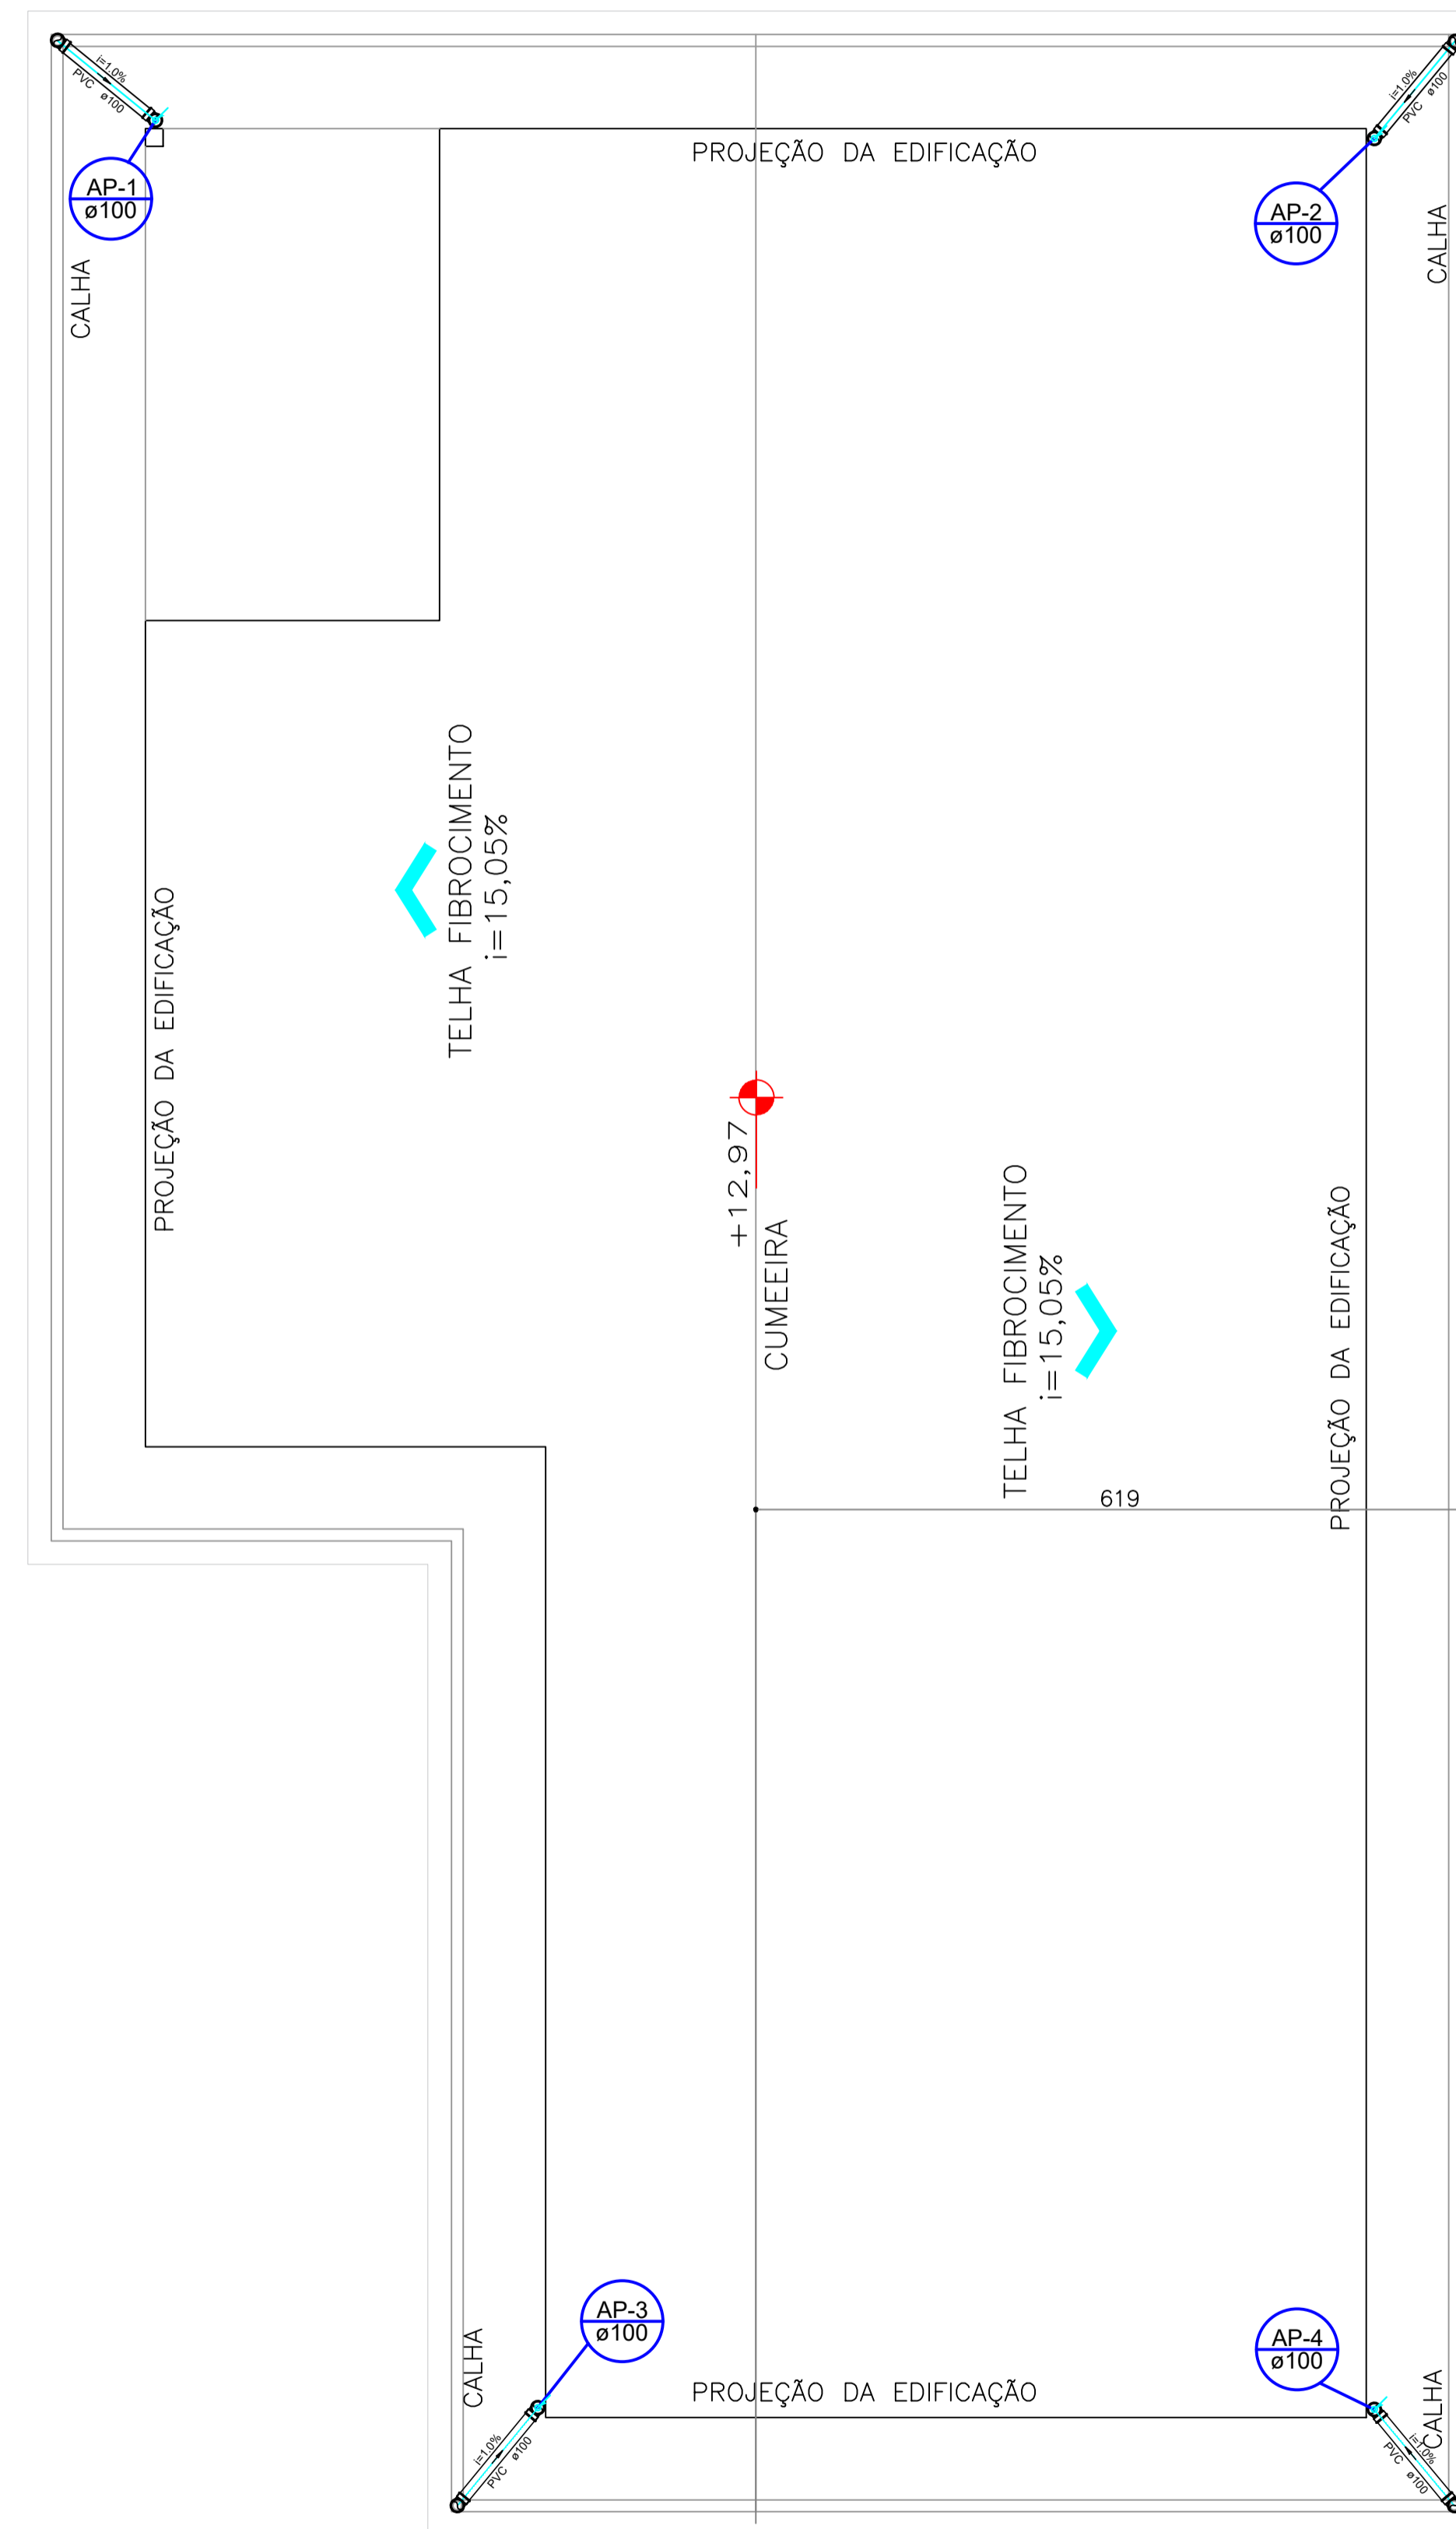 i=1.0%
PVC ø100
i=1.0%
PVC ø100
PROJEÇÃO DA EDIFICAÇÃO
AP-1
ø100
AP-2
ø100
CALHA
CALHA
TELHA FIBROCIMENTO
i=15,05%
PROJEÇÃO DA EDIFICAÇÃO
+12,97
CUMEEIRA
TELHA FIBROCIMENTO
i=15,05%
PROJEÇÃO DA EDIFICAÇÃO
619
AP-3
ø100
AP-4
ø100
CALHA
PROJEÇÃO DA EDIFICAÇÃO
CALHA
i=1.0%
PVC ø100
i=1.0%
PVC ø100